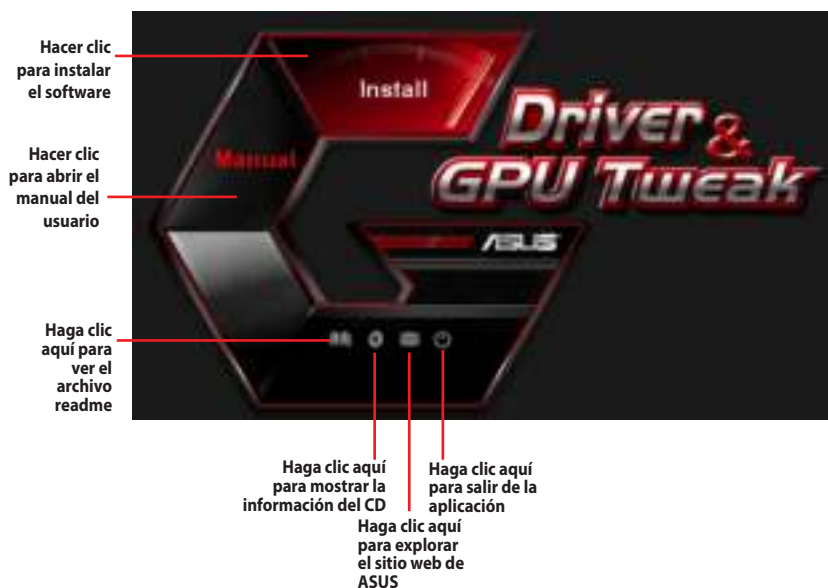 Hacer clic
para instalar
el software
Install
Driver &
GPU Tweak
Hacer clic
para abrir el
manual del
usuario
Manual
ASUS
Haga clic
aquí para
ver el
archivo
readme
Haga clic aquí
para mostrar la
información del CD
Haga clic aquí
para explorar
el sitio web de
ASUS
Haga clic aquí
para salir de la
aplicación